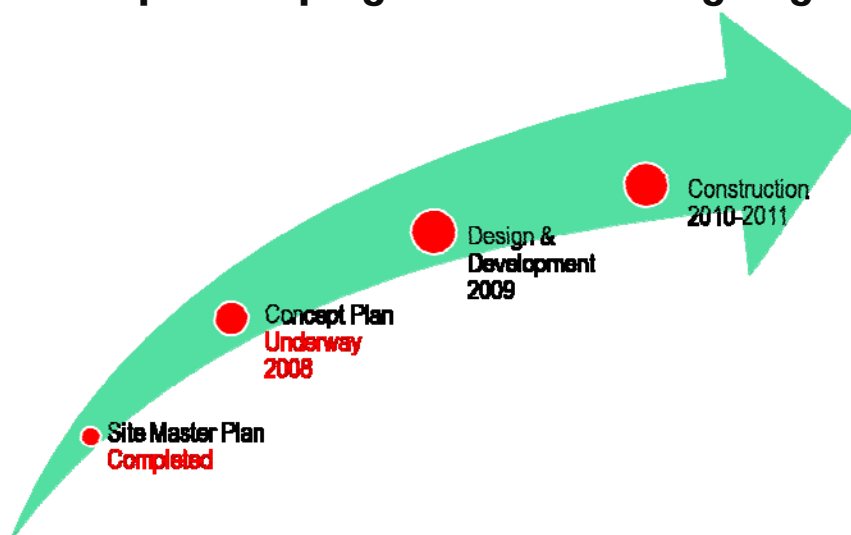 Site Master Plan
Completed
Concept Plan
Underway
2008
Design &
Development
2009
Construction
2010-2011